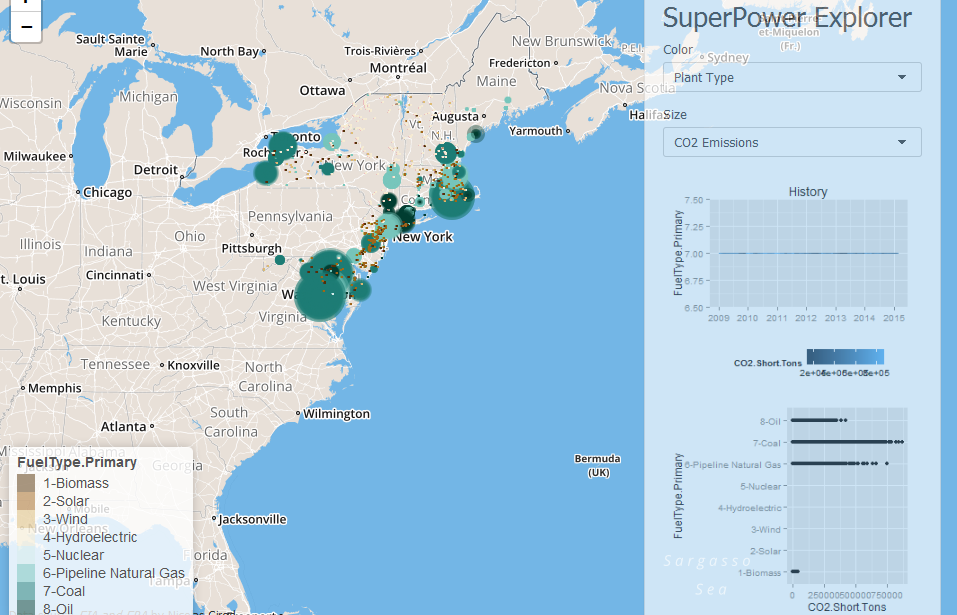 +
−
Sault Sainte
Marie
North Bay
Trois-Rivières
Montréal
Ottawa
New Brunswick
P.E.I.
Fredericton
Maine
Nova Scotia
Halifax
Sydney
et-Miquelon
(Fr.)
Wisconsin
Michigan
Vt.
N.H.
Augusta
Yarmouth
Milwaukee
Toronto
New York
Detroit
Chicago
Pennsylvania
New York
Illinois
Indiana
Ohio
Pittsburgh
t. Louis
Cincinnati
West Virginia
Virginia
Kentucky
Tennessee
Knoxville
North
Carolina
Memphis
South
Carolina
Wilmington
Atlanta
Mississippi
Alabama
Georgia
Bermuda
(UK)
Jacksonville
Mobile
New Orleans
Florida
Tampa
Sargasso
Sea
FuelType.Primary
1-Biomass
2-Solar
3-Wind
4-Hydroelectric
5-Nuclear
6-Pipeline Natural Gas
7-Coal
8-Oil
SuperPower Explorer
Color
Plant Type
Size
CO2 Emissions
History
FuelType.Primary
7.50
7.25
7.00
6.75
6.50
2009
2010
2011
2012
2013
2014
2015
CO2.Short.Tons
FuelType.Primary
8-Oil
7-Coal
6-Pipeline Natural Gas
5-Nuclear
4-Hydroelectric
3-Wind
2-Solar
1-Biomass
0
250000
500000
750000
CO2.Short.Tons